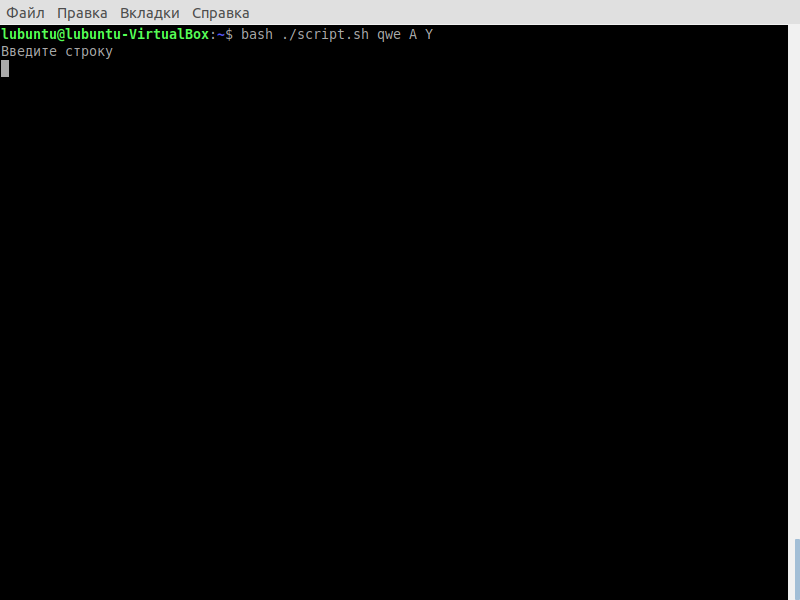 Файл Правка Вкладки Справка
lubuntu@lubuntu-VirtualBox:~$ bash ./script.sh qwe A Y
Введите строку